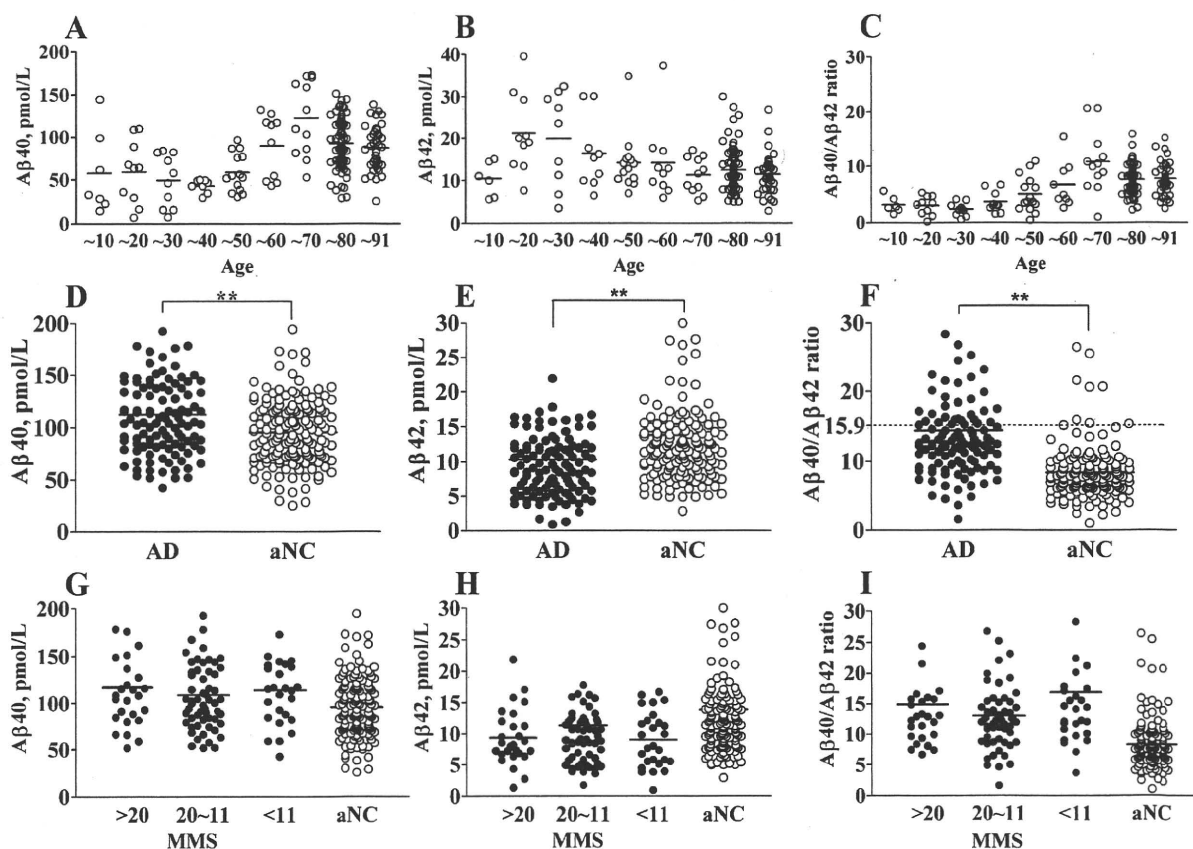 A
B
C
Aβ40, pmol/L
200
150
100
50
0
~10 ~20 ~30 ~40 ~50 ~60 ~70 ~80 ~91
Age
Aβ42, pmol/L
40
30
20
10
0
~10 ~20 ~30 ~40 ~50 ~60 ~70 ~80 ~91
Age
Aβ40/Aβ42 ratio
30
20
10
0
~10 ~20 ~30 ~40 ~50 ~60 ~70 ~80 ~91
Age
D
E
F
**
Aβ40, pmol/L
200
150
100
50
0
AD aNC
**
Aβ42, pmol/L
30
25
20
15
10
5
0
AD aNC
**
Aβ40/Aβ42 ratio
30
20
15.9
10
0
AD aNC
G
H
I
Aβ40, pmol/L
200
150
100
50
0
>20 20~11 <11 aNC
MMS
Aβ42, pmol/L
30
25
20
15
10
5
0
>20 20~11 <11 aNC
MMS
Aβ40/Aβ42 ratio
30
25
20
15
10
5
0
>20 20~11 <11 aNC
MMS